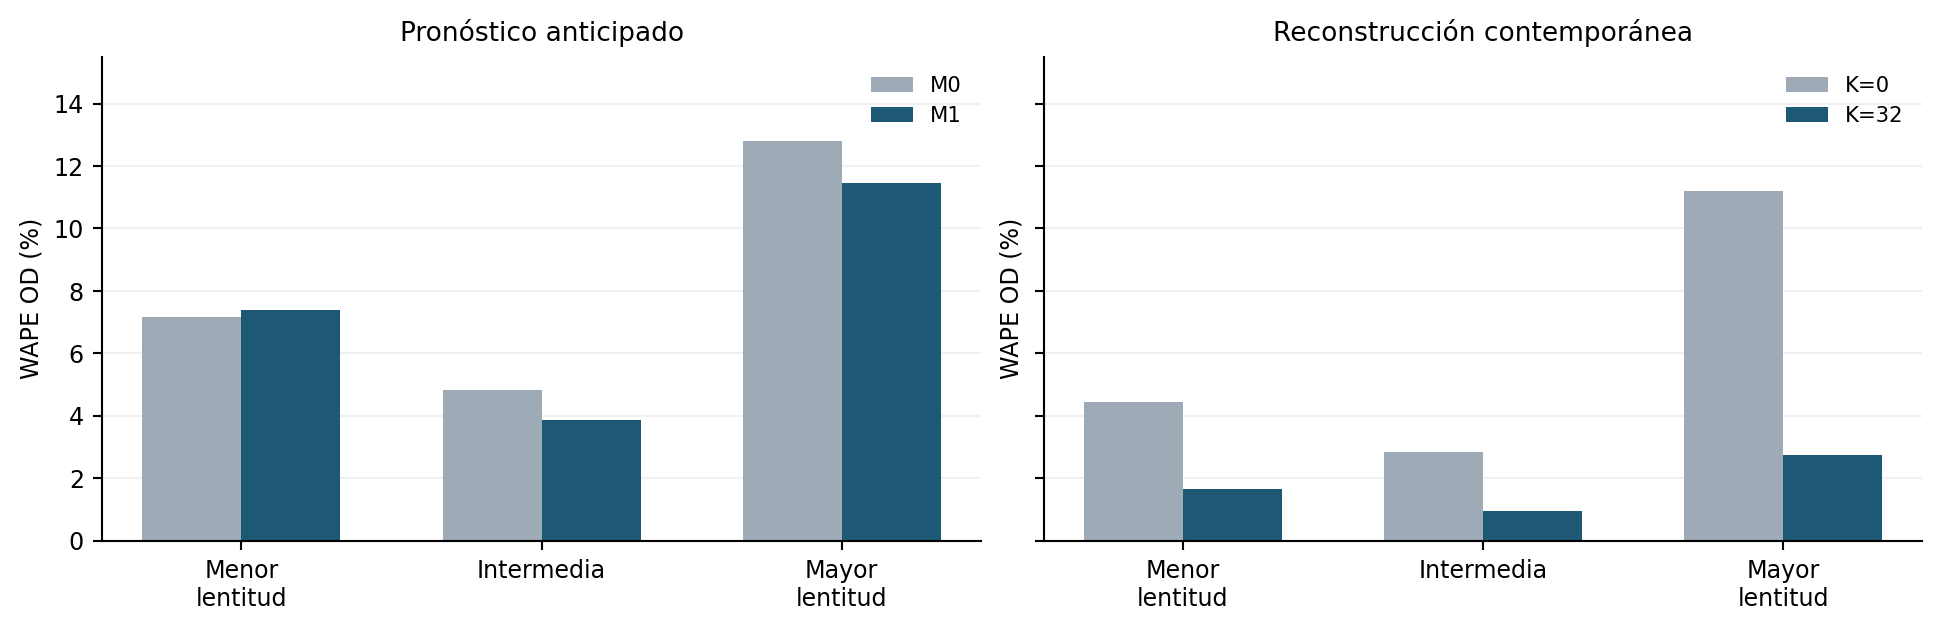 Pronóstico anticipado
M0
M1
WAPE OD (%)
14
12
10
8
6
4
2
0
Menor
lentitud
Intermedia
Mayor
lentitud
Reconstrucción contemporánea
K=0
K=32
WAPE OD (%)
Menor
lentitud
Intermedia
Mayor
lentitud